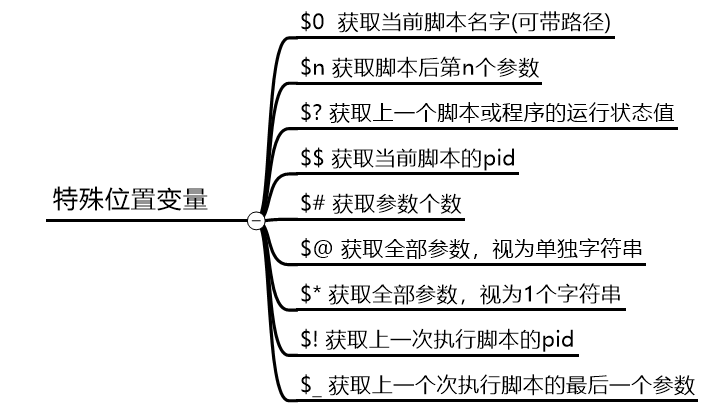 特殊位置变量
$0 获取当前脚本名字(可带路径)
$n 获取脚本后第n个参数
$? 获取上一个脚本或程序的运行状态值
$$ 获取当前脚本的pid
$# 获取参数个数
$@ 获取全部参数，视为单独字符串
$* 获取全部参数，视为1个字符串
$! 获取上一次执行脚本的pid
$_ 获取上一个次执行脚本的最后一个参数